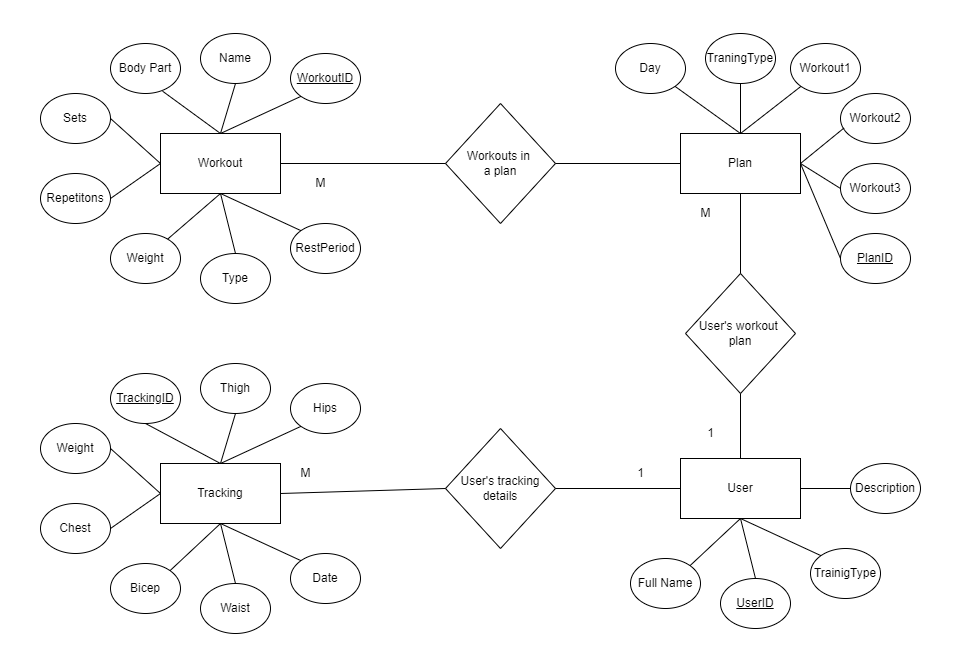 Name
Body Part
WorkoutID
Sets
Workout
Repetitons
Weight
Type
RestPeriod
M
Workouts in
a plan
Day
TraningType
Workout1
Workout2
Plan
Workout3
M
PlanID
User's workout
plan
1
TrackingID
Thigh
Hips
Weight
Tracking
M
Chest
Bicep
Waist
Date
User's tracking
details
1
User
Description
Full Name
UserID
TrainigType